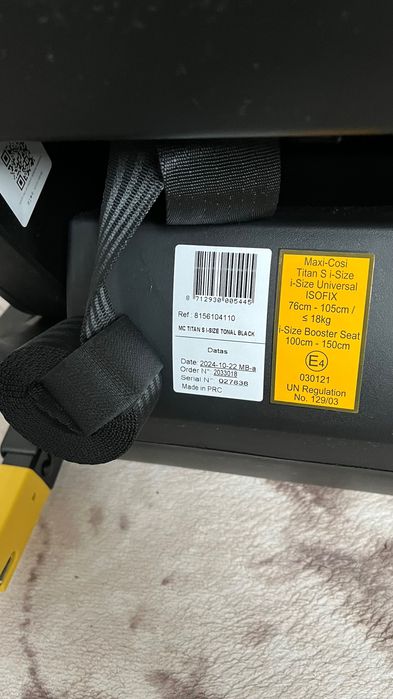 8 712930 005445
Ref : 8156104110
MC TITAN S I-SIZE TONAL BLACK
Datas
Date: 2024-10-22 MB-a
Order N° 2033018
Serial N° 027636
Made in PRC
Maxi-Cosi
Titan S i-Size
i-Size Universal
ISOFIX
76cm - 105cm /
≤ 18kg
i-Size Booster Seat
100cm - 150cm
E4
030121
UN Regulation
No. 129/03